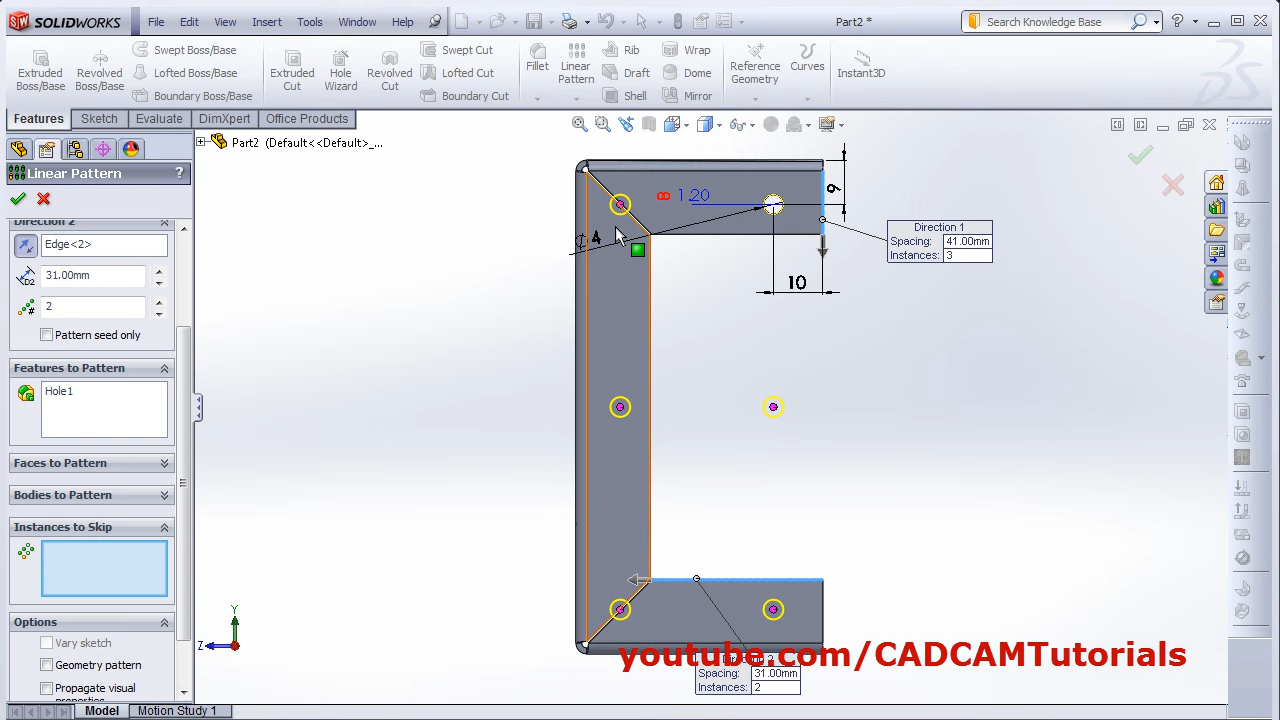 SOLIDWORKS File Edit View Insert Tools Window Help Part2 * Search Knowledge Base ?
Extruded Boss/Base Revolved Boss/Base Swept Boss/Base Lofted Boss/Base Boundary Boss/Base Extruded Cut Hole Wizard Revolved Cut Swept Cut Lofted Cut Boundary Cut Fillet Linear Pattern Rib Draft Shell Wrap Dome Mirror Reference Geometry Curves Instant3D
Features Sketch Evaluate DimXpert Office Products
Part2 (Default<<Default>_...
Linear Pattern ?
Direction 2
Edge<2>
31.00mm
2
Pattern seed only
Features to Pattern
Hole1
Faces to Pattern
Bodies to Pattern
Instances to Skip
Options
Vary sketch
Geometry pattern
Propagate visual
1.20
9
4
10
Direction 1
Spacing: 41.00mm
Instances: 3
Spacing: 31.00mm
Instances: 2
Y
Z
youtube.com/CADCAMTutorials
Model Motion Study 1